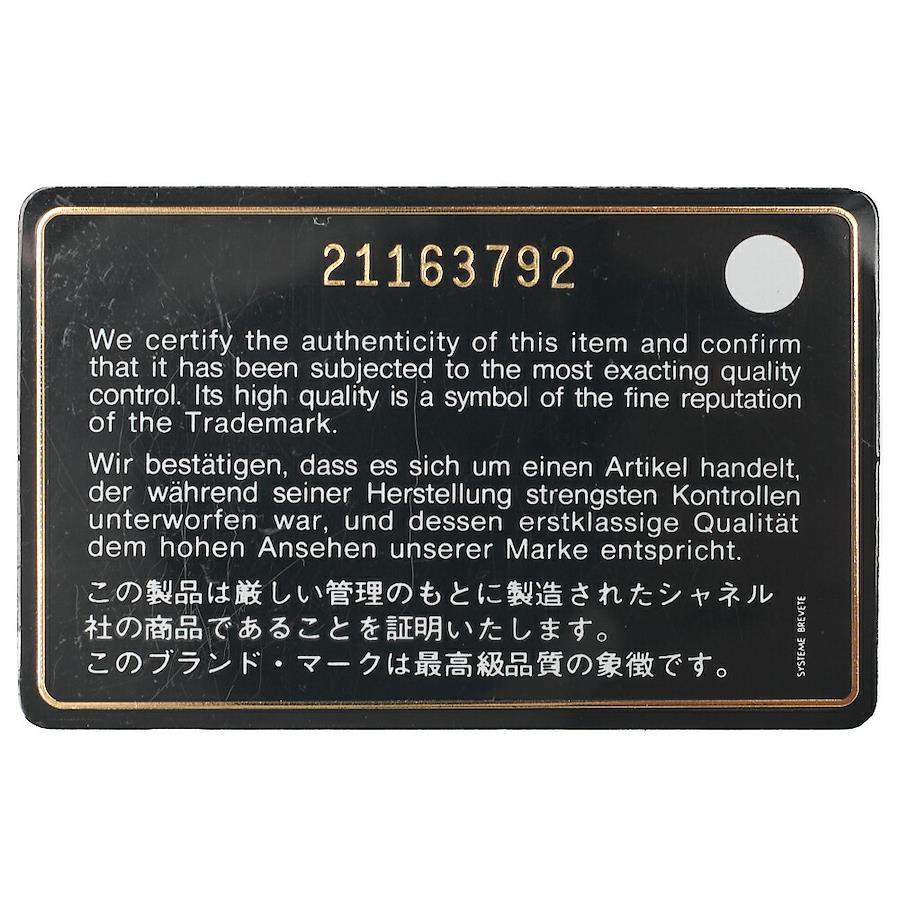 21163792
We certify the authenticity of this item and confirm
that it has been subjected to the most exacting quality
control. Its high quality is a symbol of the fine reputation
of the Trademark.
Wir bestätigen, dass es sich um einen Artikel handelt,
der während seiner Herstellung strengsten Kontrollen
unterworfen war, und dessen erstklassige Qualität
dem hohen Ansehen unserer Marke entspricht.
この製品は厳しい管理のもとに製造されたシャネル
社の商品であることを証明いたします。
このブランド・マークは最高級品質の象徴です。
SYSTEME BREVETE